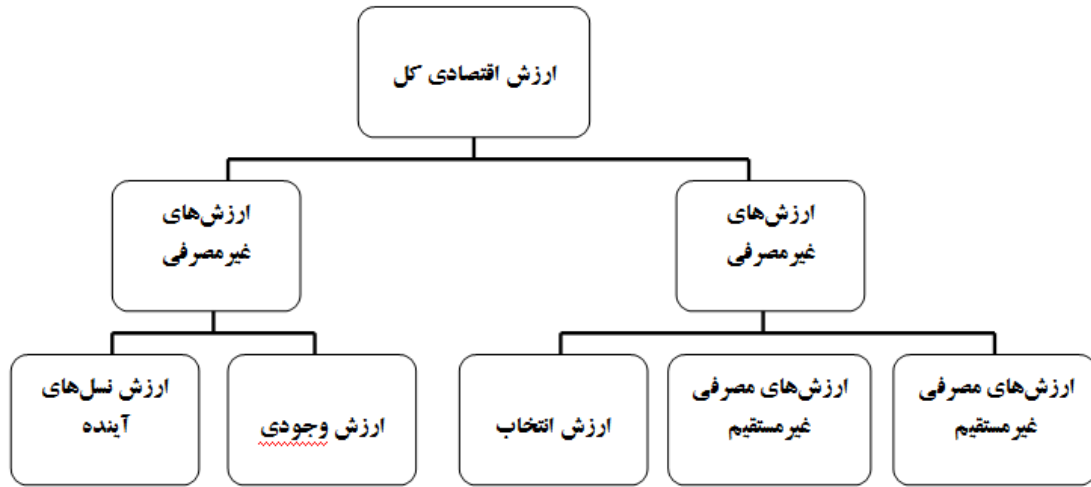 ارزش اقتصادی کل
ارزش‌های
غیرمصرفی
ارزش‌های
غیرمصرفی
ارزش‌های مصرفی
غیرمستقیم
ارزش‌های مصرفی
غیرمستقیم
ارزش انتخاب
ارزش وجودی
ارزش نسل‌های
آینده